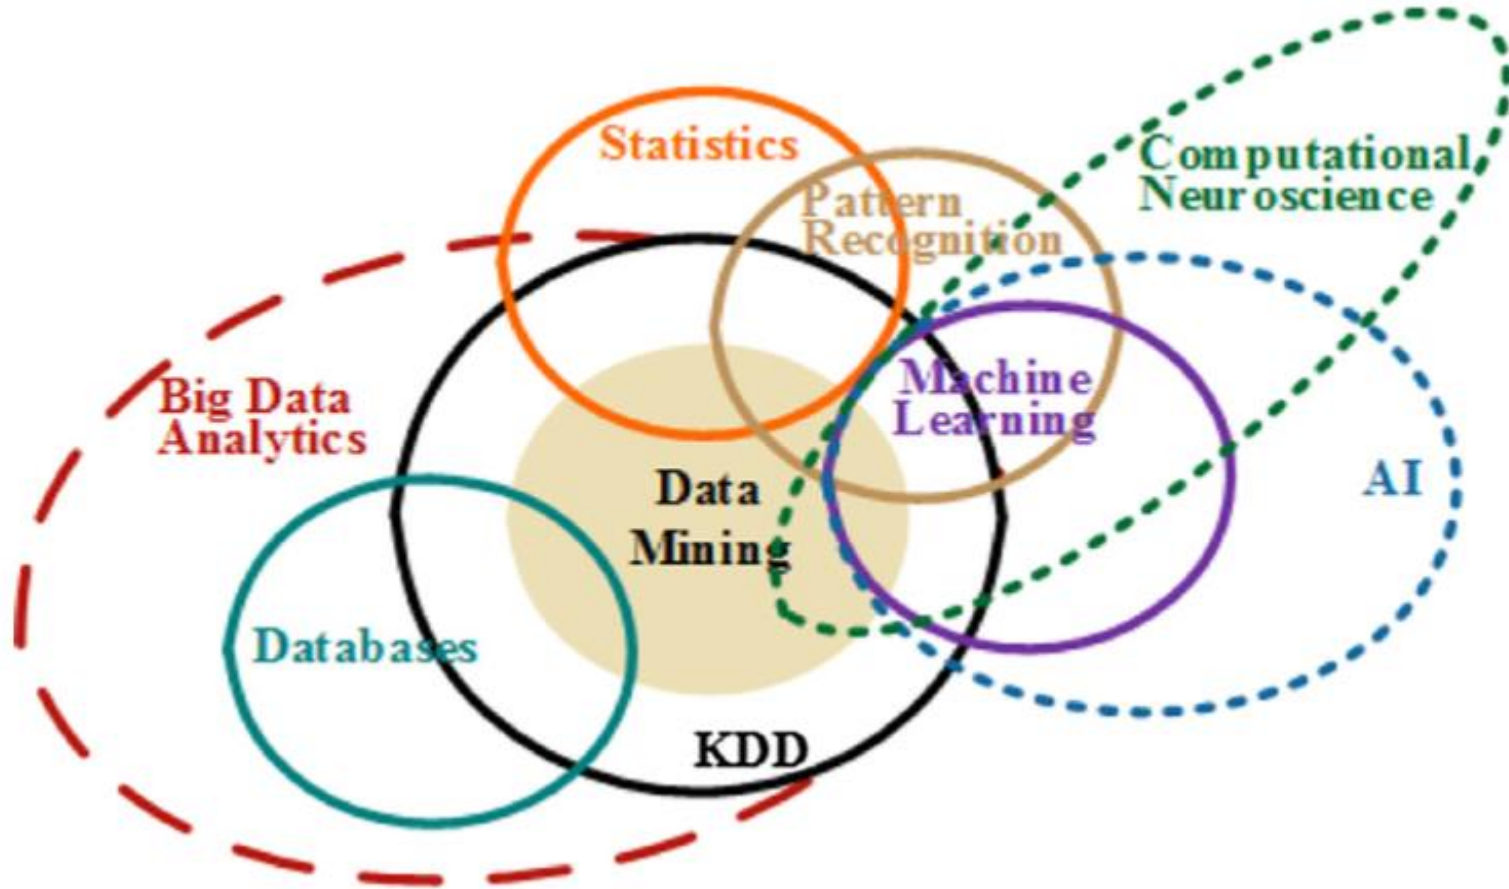 Statistics
Computational
Neuroscience
Pattern
Recognition
Machine
Learning
Big Data
Analytics
AI
Data
Mining
Databases
KDD